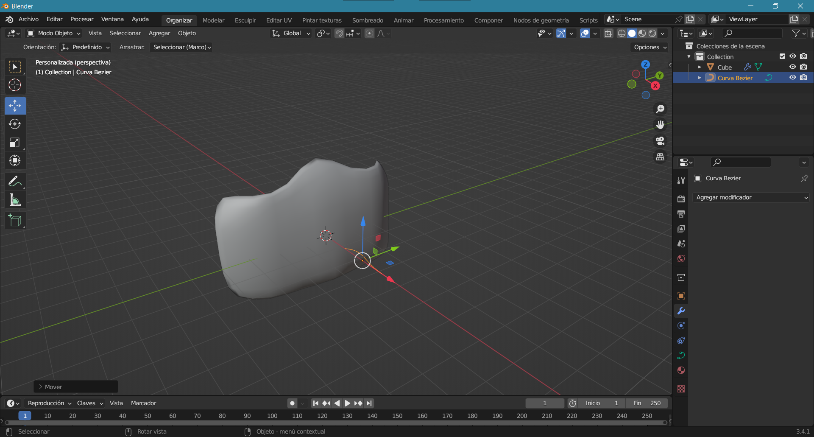 Blender
Archivo Editar Procesar Ventana Ayuda Organizar Modelar Esculpir Editar UV Pintar texturas Sombreado Animar Procesamiento Componer Nodos de geometría Scripts Scene ViewLayer
Modo Objeto Vista Seleccionar Agregar Objeto Global
Orientación: Predefinido Arrastrar: Seleccionar (Marco) Opciones
Personalizada (perspectiva)
(1) Collection | Curva Bezier
Z
Y
X
Colecciones de la escena
Collection
Cube
Curva Bezier
Curva Bezier
Agregar modificador
> Mover
Reproducción Claves Vista Marcador 1 Inicio 1 Fin 250
1 10 20 30 40 50 60 70 80 90 100 110 120 130 140 150 160 170 180 190 200 210 220 230 240 250
Seleccionar Rotar vista Objeto - menú contextual 3.4.1